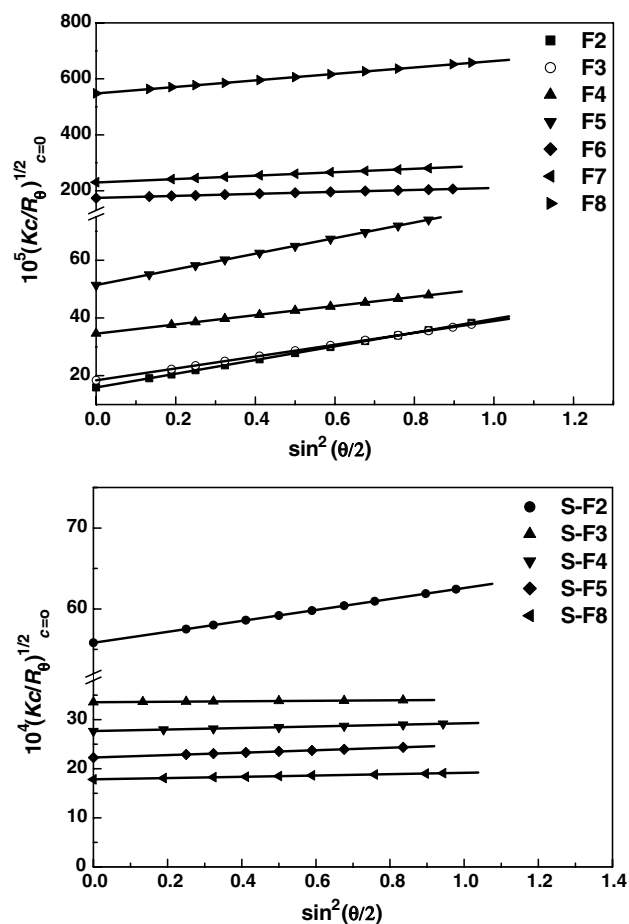 800
600
400
200
60
40
20
10⁵(Kc/R_θ)^{1/2}_{c=0}
F2
F3
F4
F5
F6
F7
F8
0.0 0.2 0.4 0.6 0.8 1.0 1.2
sin² (θ/2)
70
60
30
20
10
0
10⁴(Kc/R_θ)^{1/2}_{c=o}
S-F2
S-F3
S-F4
S-F5
S-F8
0.0 0.2 0.4 0.6 0.8 1.0 1.2 1.4
sin²(θ/2)